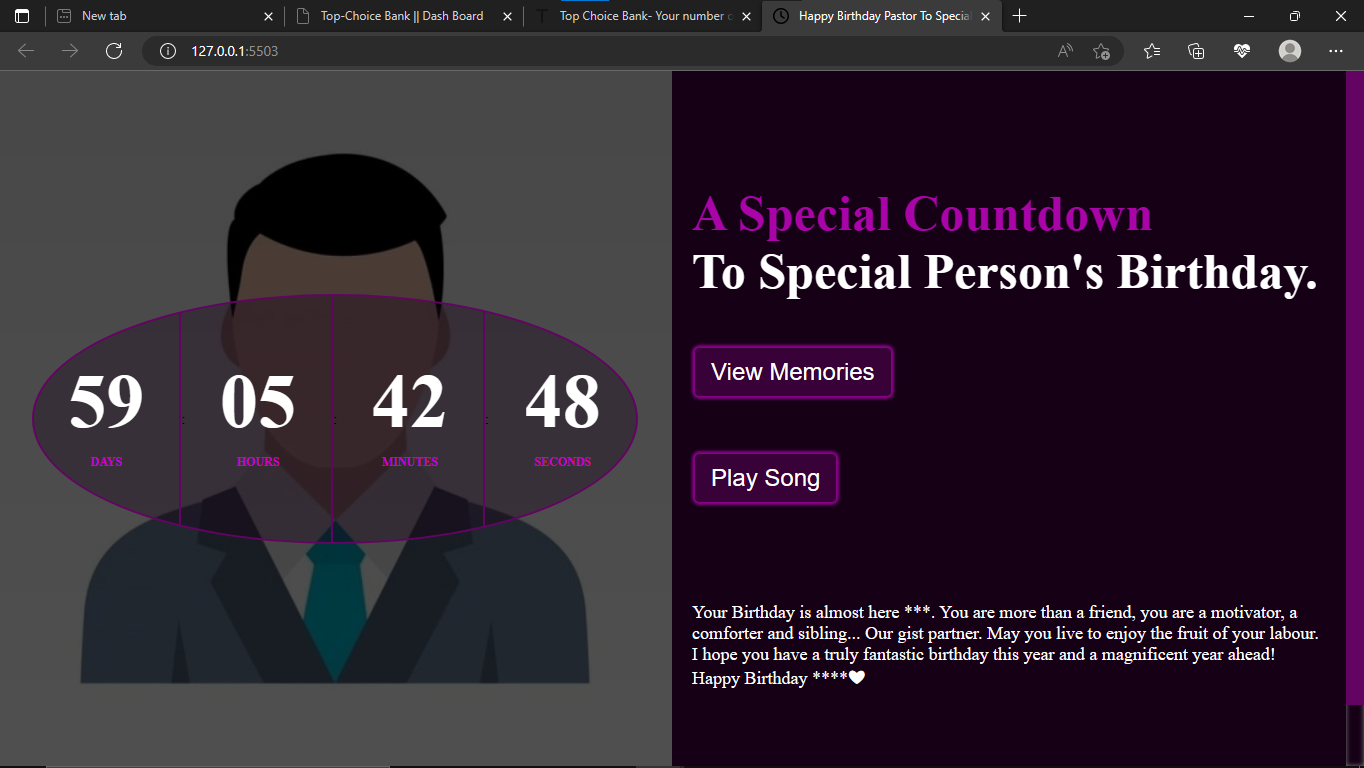 New tab
Top-Choice Bank || Dash Board
Top Choice Bank- Your number
Happy Birthday Pastor To Special
127.0.0.1:5503
A Special Countdown
To Special Person's Birthday.
59 : 05 : 42 : 48
DAYS HOURS MINUTES SECONDS
View Memories
Play Song
Your Birthday is almost here ***. You are more than a friend, you are a motivator, a
comforter and sibling... Our gist partner. May you live to enjoy the fruit of your labour.
I hope you have a truly fantastic birthday this year and a magnificent year ahead!
Happy Birthday ****🤍